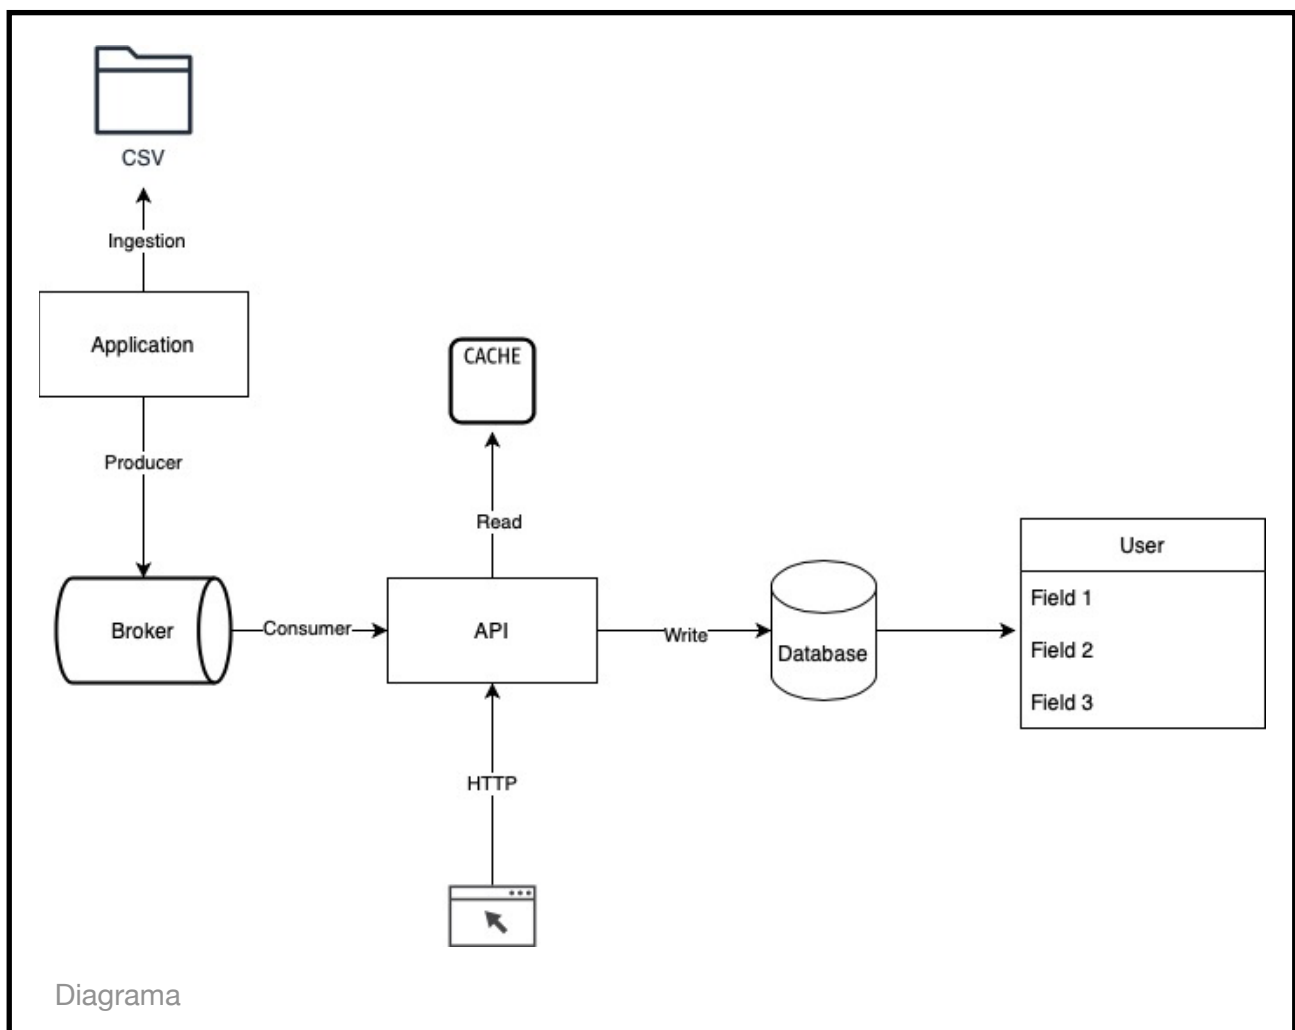 CSV
Ingestion
Application
Producer
Broker
Consumer
CACHE
Read
API
HTTP
Write
Database
User
Field 1
Field 2
Field 3
Diagrama